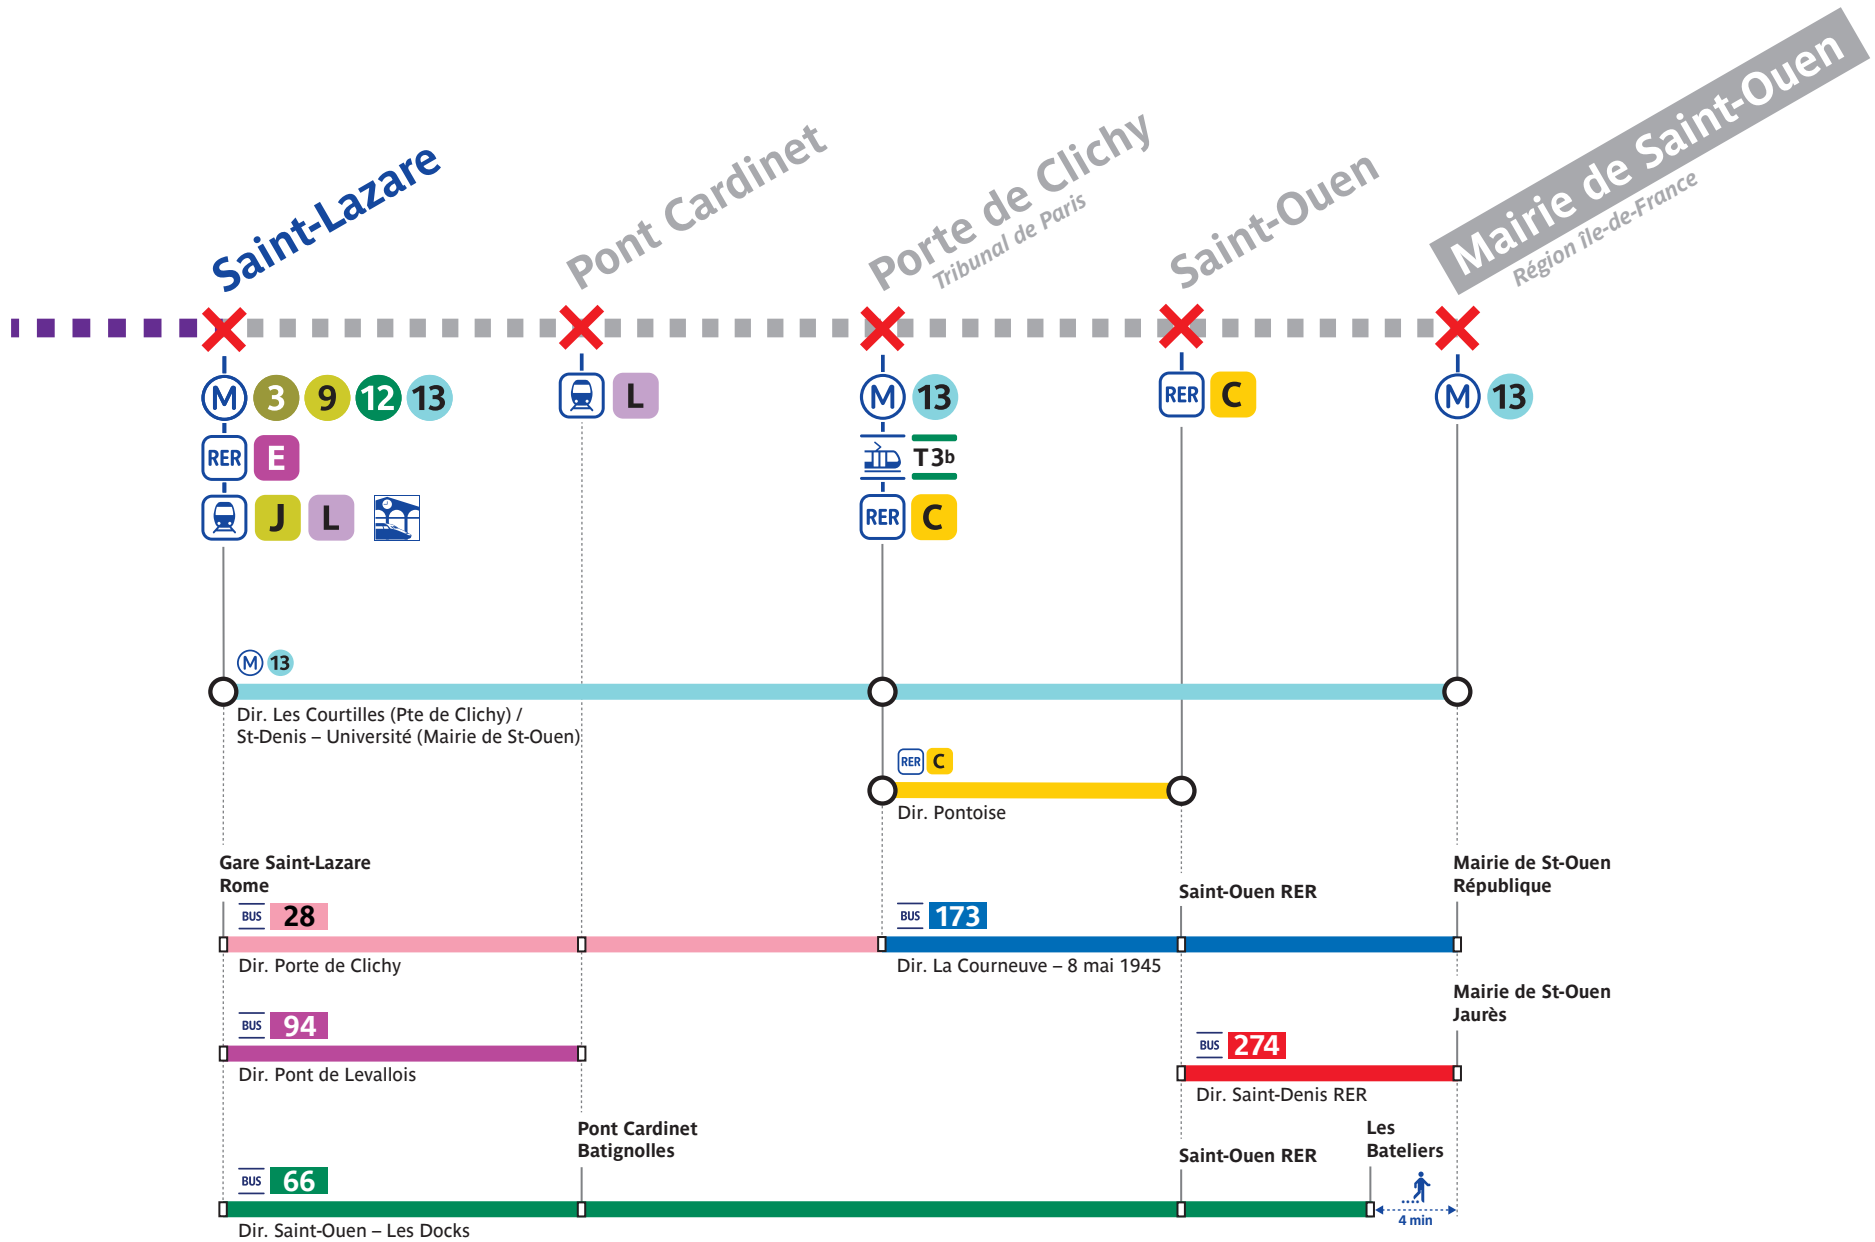 Saint-Lazare
Pont Cardinet
Porte de Clichy
Tribunal de Paris
Saint-Ouen
Mairie de Saint-Ouen
Région île-de-France
M 3 9 12 13
RER E
J L
L
M 13
T3b
RER C
RER C
M 13
M 13
Dir. Les Courtilles (Pte de Clichy) /
St-Denis – Université (Mairie de St-Ouen)
RER C
Dir. Pontoise
Gare Saint-Lazare
Rome
BUS 28
Dir. Porte de Clichy
BUS 173
Dir. La Courneuve – 8 mai 1945
Saint-Ouen RER
Mairie de St-Ouen
République
BUS 94
Dir. Pont de Levallois
Mairie de St-Ouen
Jaurès
BUS 274
Dir. Saint-Denis RER
Pont Cardinet
Batignolles
Saint-Ouen RER
Les
Bateliers
BUS 66
Dir. Saint-Ouen – Les Docks
4 min